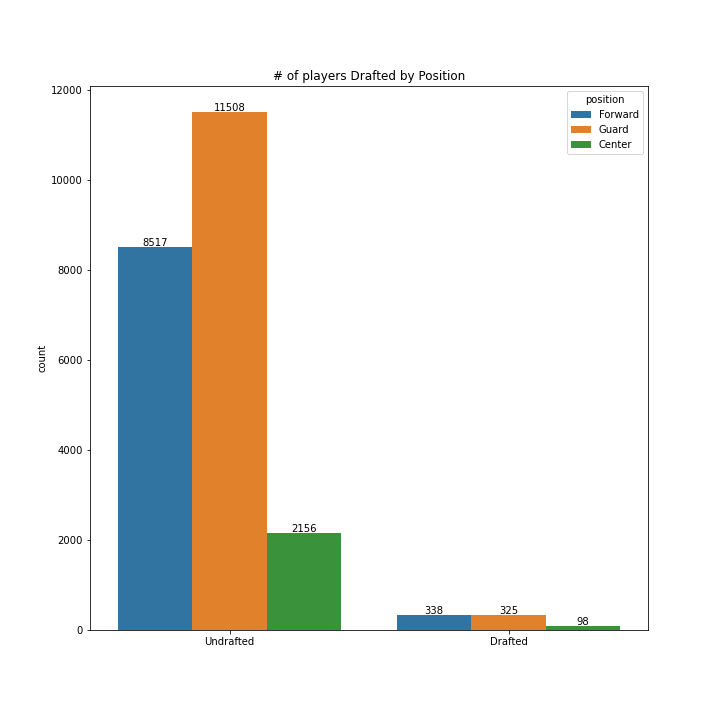 # of players Drafted by Position
12000
10000
8000
6000
4000
2000
0
count
11508
8517
2156
338
325
98
position
Forward
Guard
Center
Undrafted
Drafted